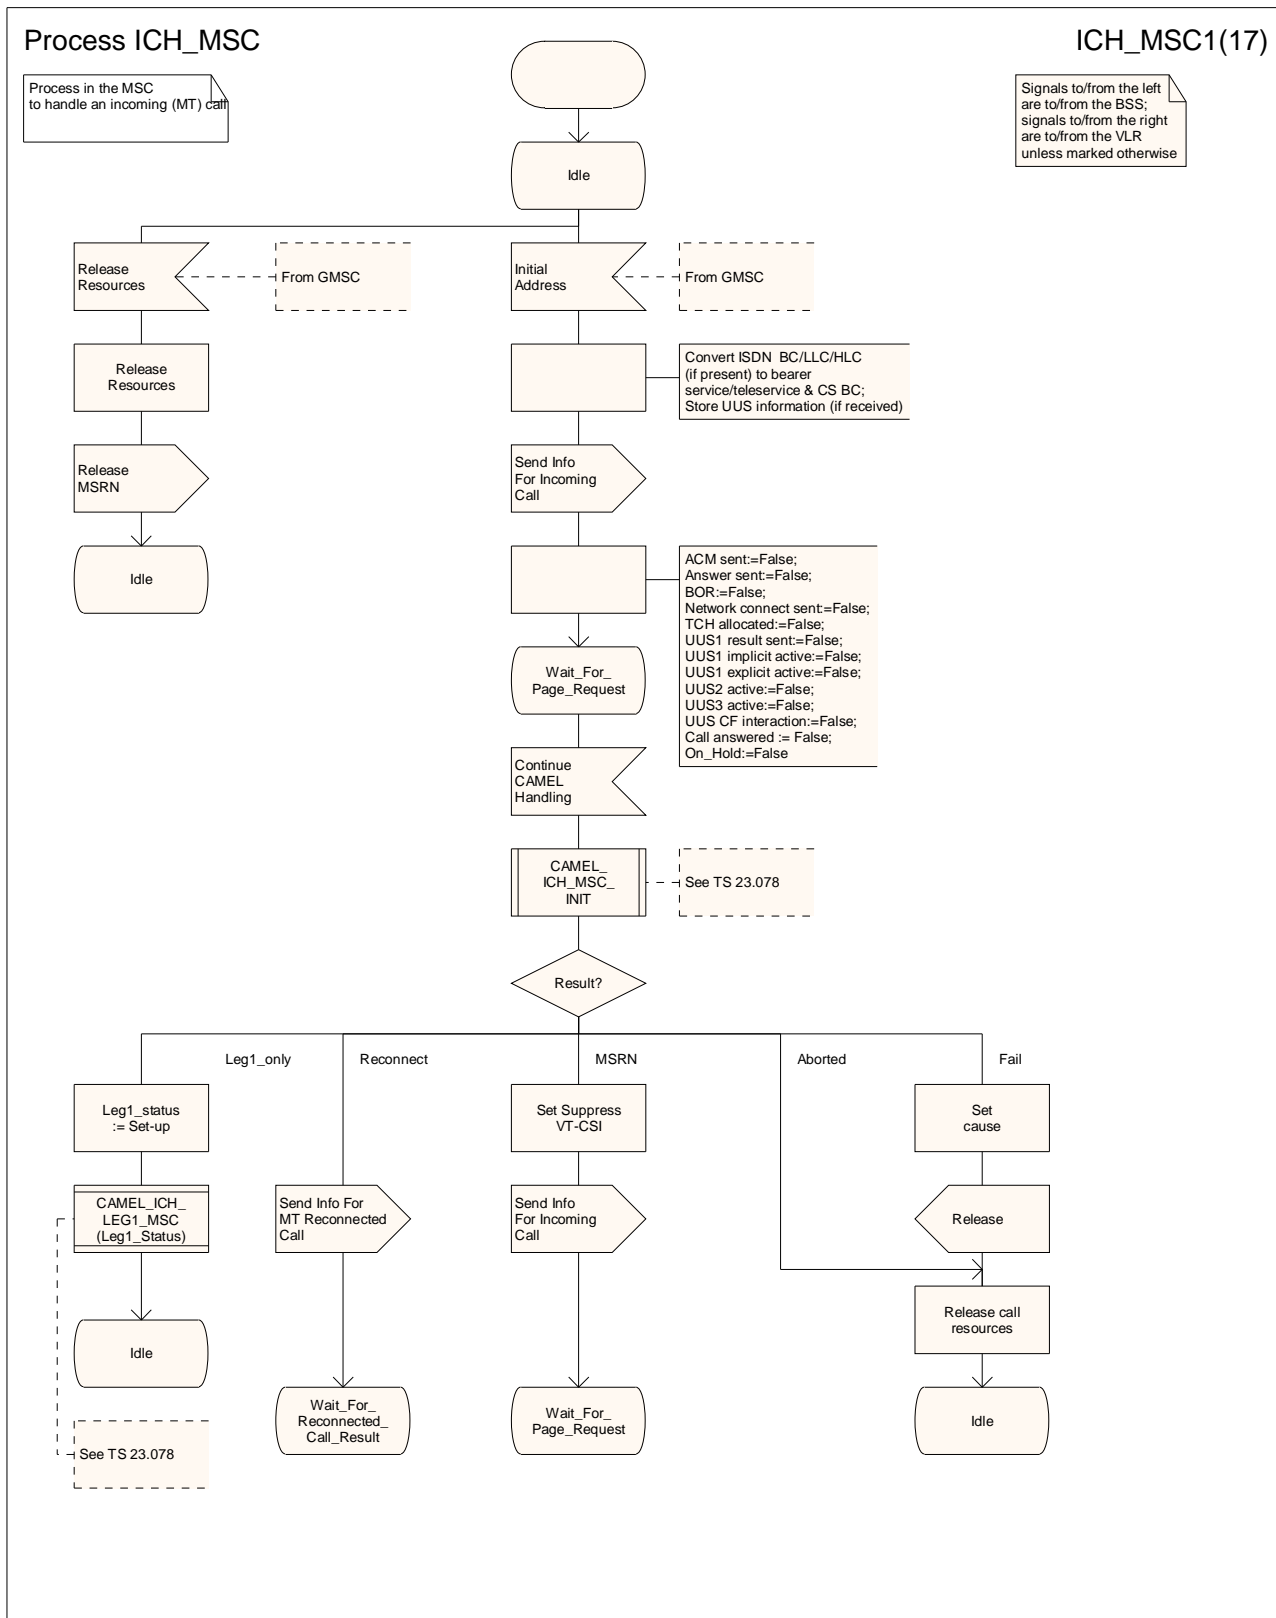 Process ICH_MSC
ICH_MSC1(17)
Process in the MSC
to handle an incoming (MT) call
Signals to/from the left
are to/from the BSS;
signals to/from the right
are to/from the VLR
unless marked otherwise
Idle
Release
Resources
From GMSC
Initial
Address
From GMSC
Release
Resources
Convert ISDN BC/LLC/HLC
(if present) to bearer
service/teleservice & CS BC;
Store UUS information (if received)
Release
MSRN
Send Info
For Incoming
Call
Idle
ACM sent:=False;
Answer sent:=False;
BOR:=False;
Network connect sent:=False;
TCH allocated:=False;
UUS1 result sent:=False;
UUS1 implicit active:=False;
UUS1 explicit active:=False;
UUS2 active:=False;
UUS3 active:=False;
UUS CF interaction:=False;
Call answered := False;
On_Hold:=False
Wait_For_
Page_Request
Continue
CAMEL
Handling
CAMEL_
ICH_MSC_
INIT
See TS 23.078
Result?
Leg1_only
Reconnect
MSRN
Aborted
Fail
Leg1_status
:= Set-up
Set Suppress
VT-CSI
Set
cause
CAMEL_ICH_
LEG1_MSC
(Leg1_Status)
Send Info For
MT Reconnected
Call
Send Info
For Incoming
Call
Release
Release call
resources
Idle
Wait_For_
Reconnected_
Call_Result
Wait_For_
Page_Request
Idle
See TS 23.078